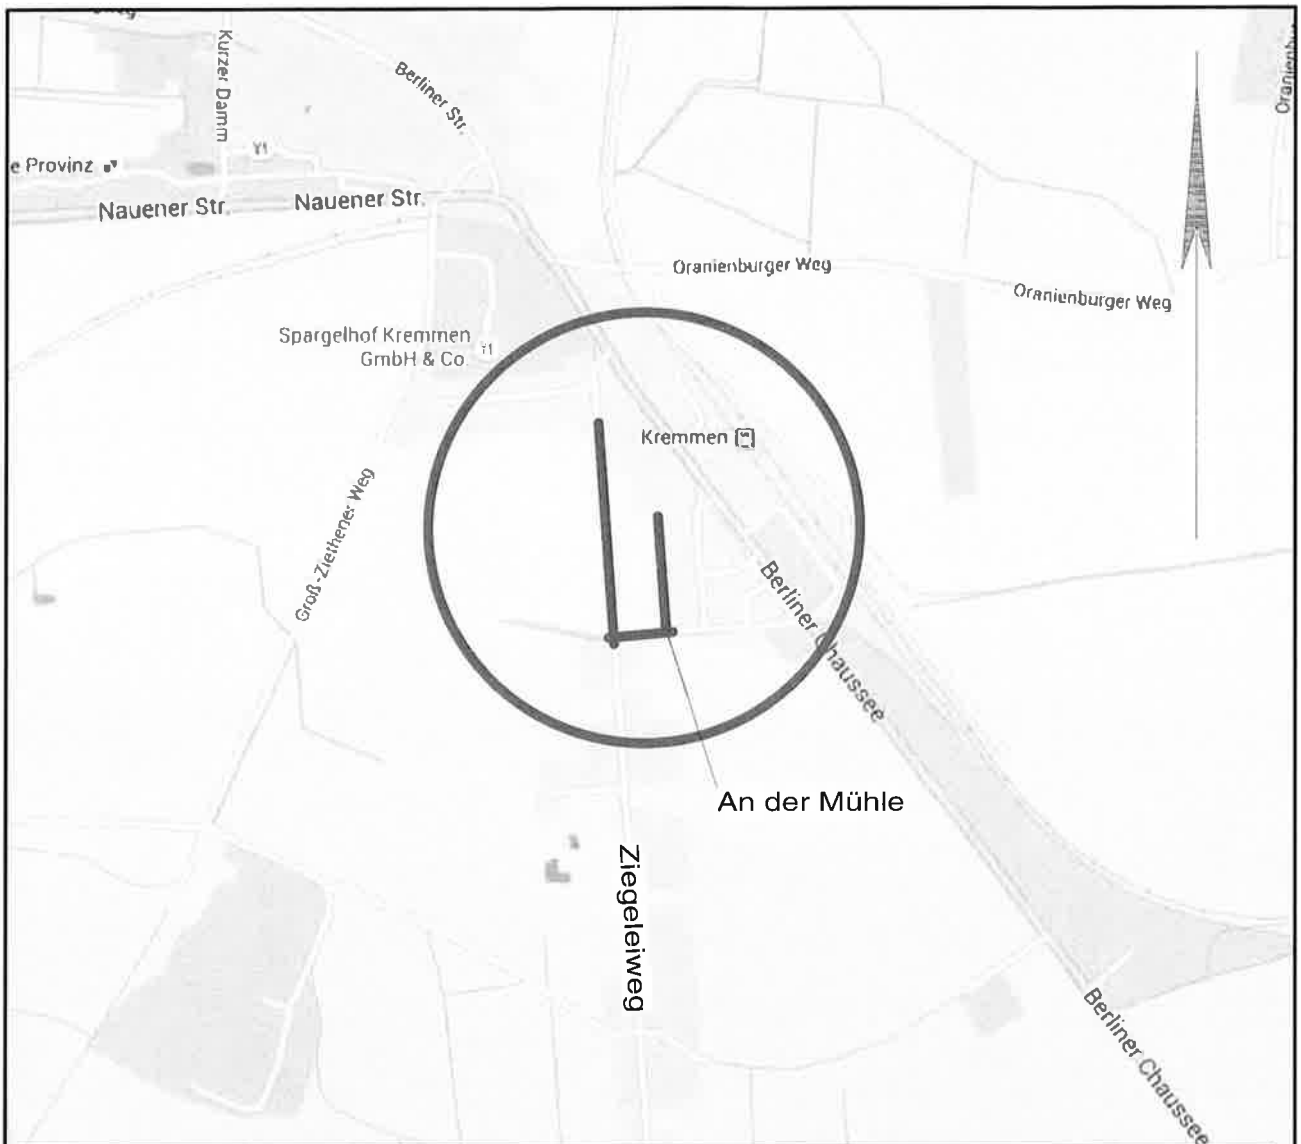 Kurzer Damm
Berliner Str.
e Provinz
Nauener Str.
Nauener Str.
Oranienburger Weg
Oranienburger Weg
Spargelhof Kremmen
GmbH & Co.
Kremmen
Groß-Ziethener Weg
Berliner Chaussee
An der Mühle
Ziegeleiweg
Berliner Chaussee